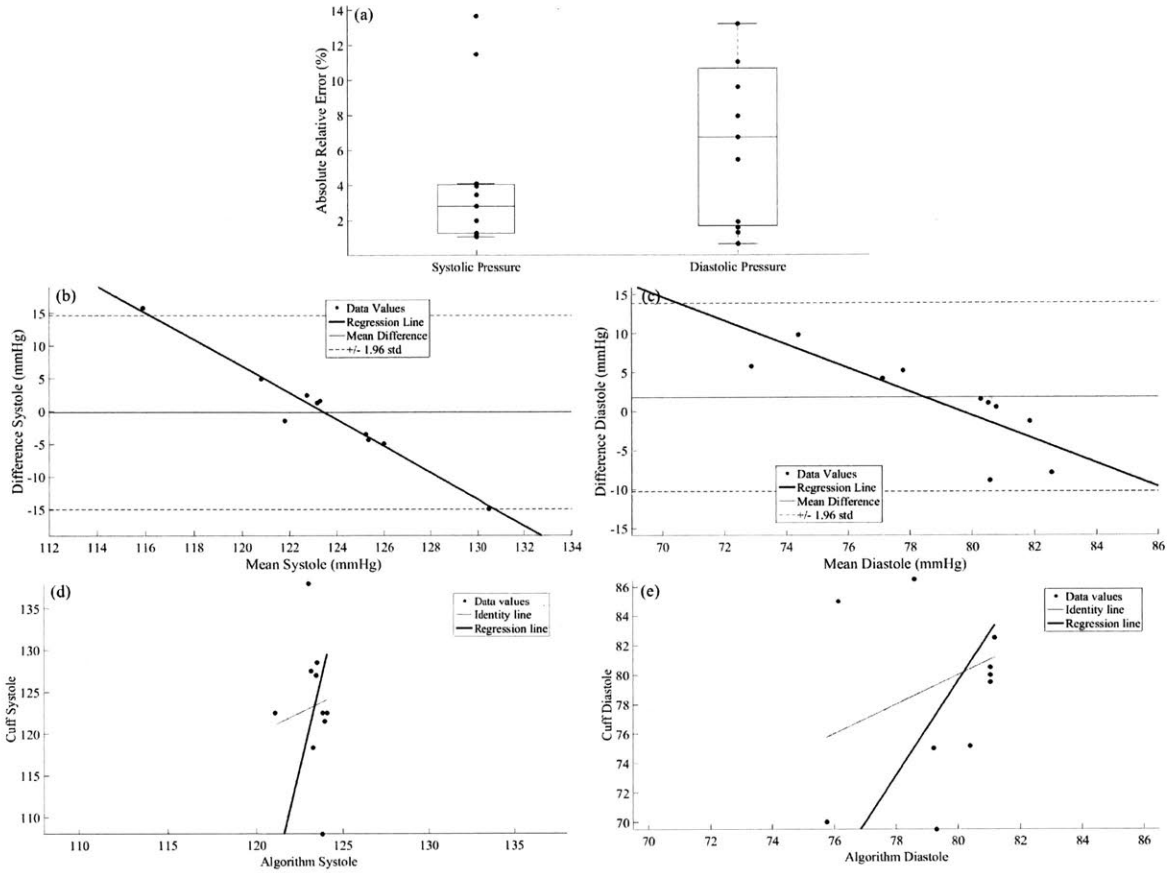 (a)
Absolute Relative Error (%)
14
12
10
8
6
4
2
Systolic Pressure
Diastolic Pressure
(b)
Difference Systole (mmHg)
15
10
5
0
-5
-10
-15
Data Values
Regression Line
Mean Difference
+/- 1.96 std
112 114 116 118 120 122 124 126 128 130 132 134
Mean Systole (mmHg)
(c)
Difference Diastole (mmHg)
15
10
5
0
-5
-10
-15
Data Values
Regression Line
Mean Difference
+/- 1.96 std
70 72 74 76 78 80 82 84 86
Mean Diastole (mmHg)
(d)
Cuff Systole
135
130
125
120
115
110
Data values
Identity line
Regression line
110 115 120 125 130 135
Algorithm Systole
(e)
Cuff Diastole
86
84
82
80
78
76
74
72
70
Data values
Identity line
Regression line
70 72 74 76 78 80 82 84 86
Algorithm Diastole